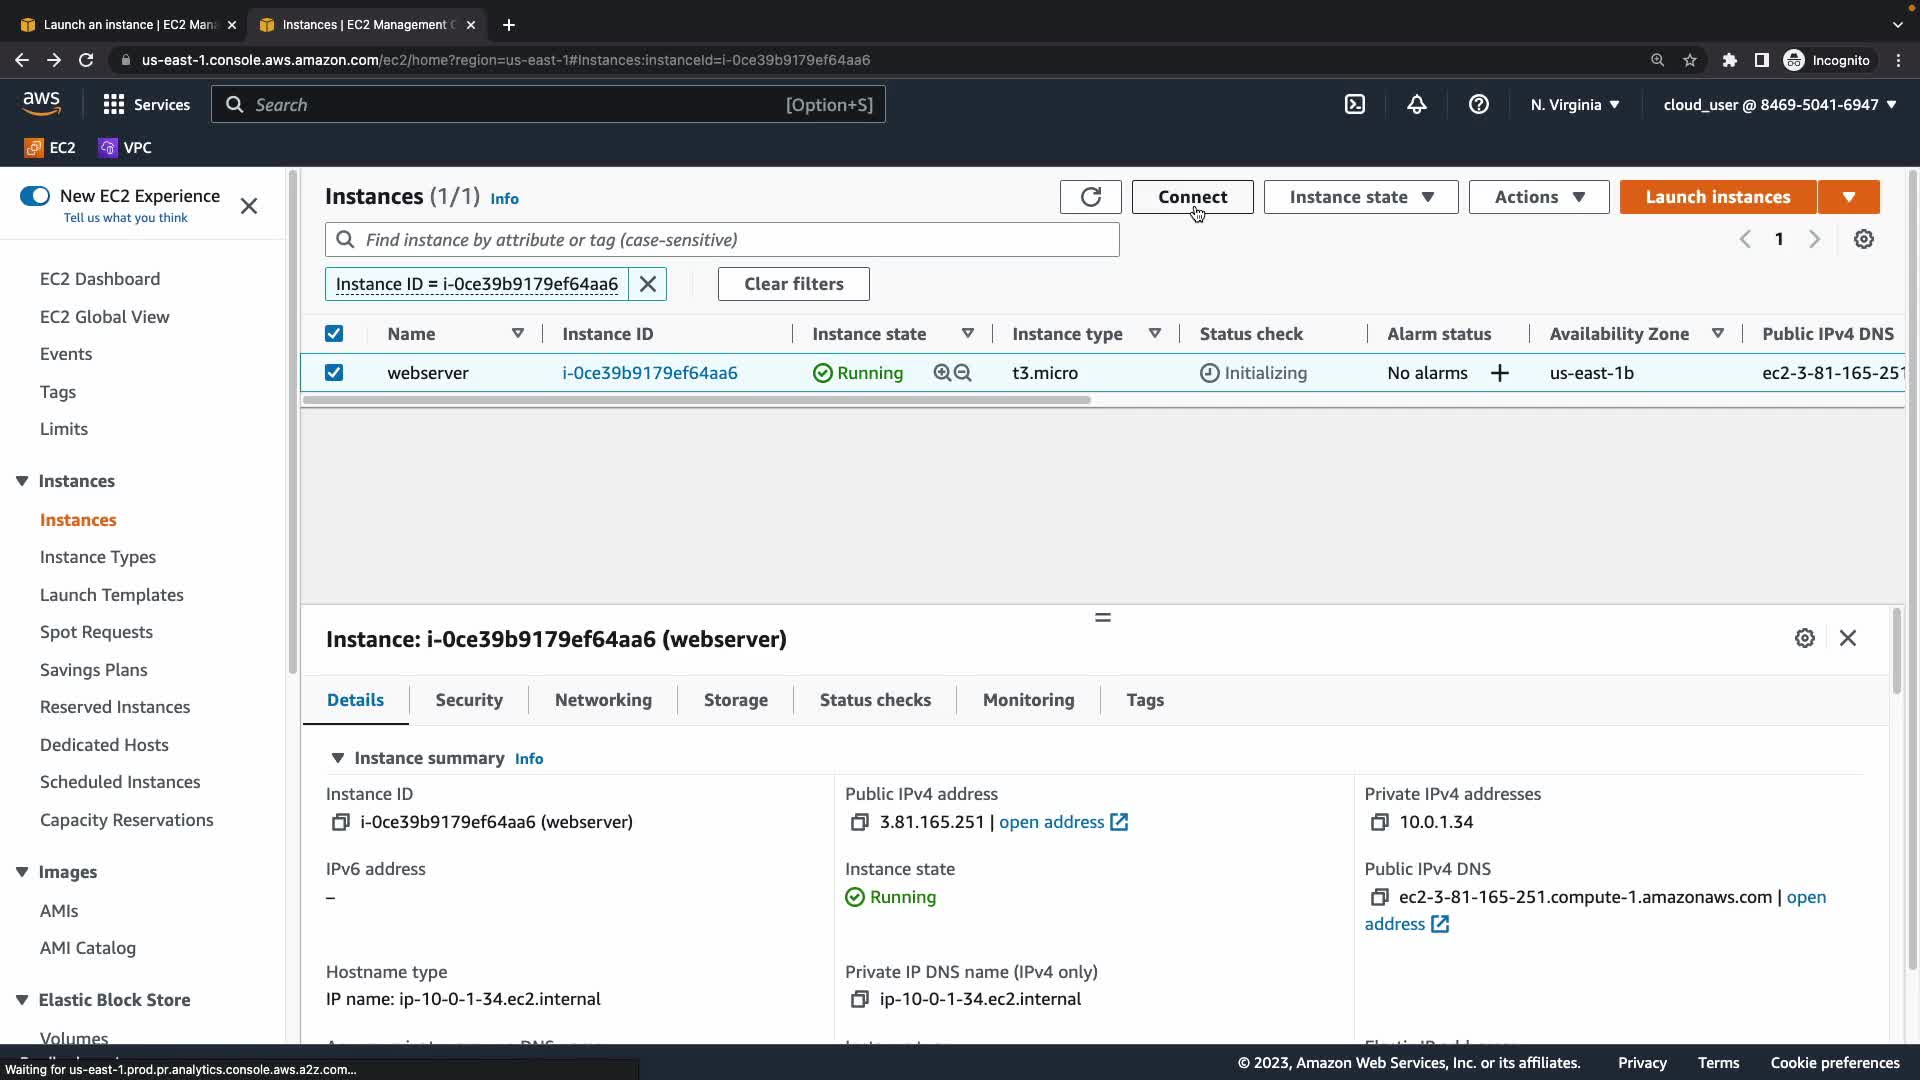 Launch an instance | EC2 Man
Instances | EC2 Management C
us-east-1.console.aws.amazon.com/ec2/home?region=us-east-1#Instances:instanceId=i-0ce39b9179ef64aa6
Incognito
aws
Services
Search
[Option+S]
N. Virginia
cloud_user @ 8469-5041-6947
EC2
VPC
New EC2 Experience
Tell us what you think
EC2 Dashboard
EC2 Global View
Events
Tags
Limits
Instances
Instances
Instance Types
Launch Templates
Spot Requests
Savings Plans
Reserved Instances
Dedicated Hosts
Scheduled Instances
Capacity Reservations
Images
AMIs
AMI Catalog
Elastic Block Store
Volumes
Instances (1/1) Info
Connect
Instance state
Actions
Launch instances
Find instance by attribute or tag (case-sensitive)
1
Instance ID = i-0ce39b9179ef64aa6
Clear filters
Name Instance ID Instance state Instance type Status check Alarm status Availability Zone Public IPv4 DNS
webserver i-0ce39b9179ef64aa6 Running t3.micro Initializing No alarms us-east-1b ec2-3-81-165-251
Instance: i-0ce39b9179ef64aa6 (webserver)
Details Security Networking Storage Status checks Monitoring Tags
Instance summary Info
Instance ID
i-0ce39b9179ef64aa6 (webserver)
Public IPv4 address
3.81.165.251 | open address
Private IPv4 addresses
10.0.1.34
IPv6 address
–
Instance state
Running
Public IPv4 DNS
ec2-3-81-165-251.compute-1.amazonaws.com | open
address
Hostname type
IP name: ip-10-0-1-34.ec2.internal
Private IP DNS name (IPv4 only)
ip-10-0-1-34.ec2.internal
Waiting for us-east-1.prod.pr.analytics.console.aws.a2z.com...
© 2023, Amazon Web Services, Inc. or its affiliates.
Privacy
Terms
Cookie preferences